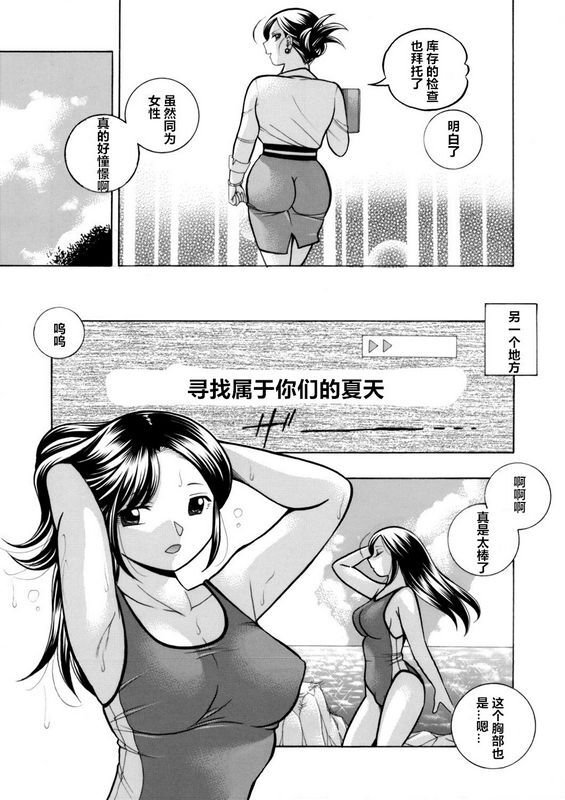 库存的检查
也拜托了
明白了
虽然同为
女性
真的好憧憬啊
另一个地方
呜呜
寻找属于你们的夏天
啊啊啊
真是太棒了
这个胸部也
是…嗯…